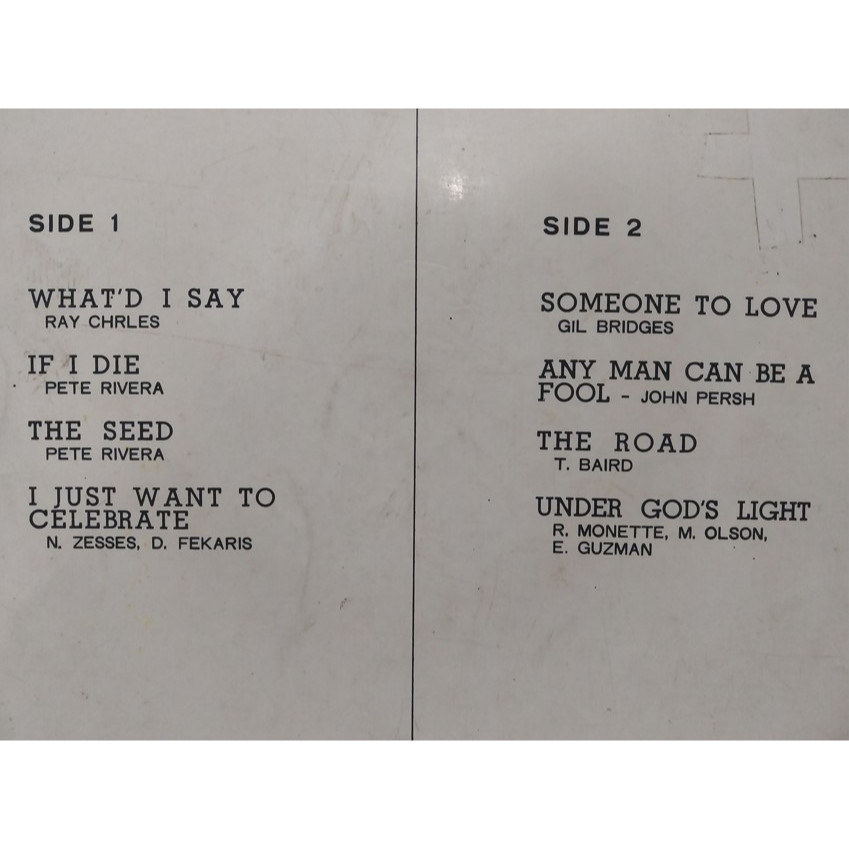 SIDE 1
WHAT'D I SAY
RAY CHRLES
IF I DIE
PETE RIVERA
THE SEED
PETE RIVERA
I JUST WANT TO
CELEBRATE
N. ZESSES, D. FEKARIS
SIDE 2
SOMEONE TO LOVE
GIL BRIDGES
ANY MAN CAN BE A
FOOL - JOHN PERSH
THE ROAD
T. BAIRD
UNDER GOD'S LIGHT
R. MONETTE, M. OLSON,
E. GUZMAN